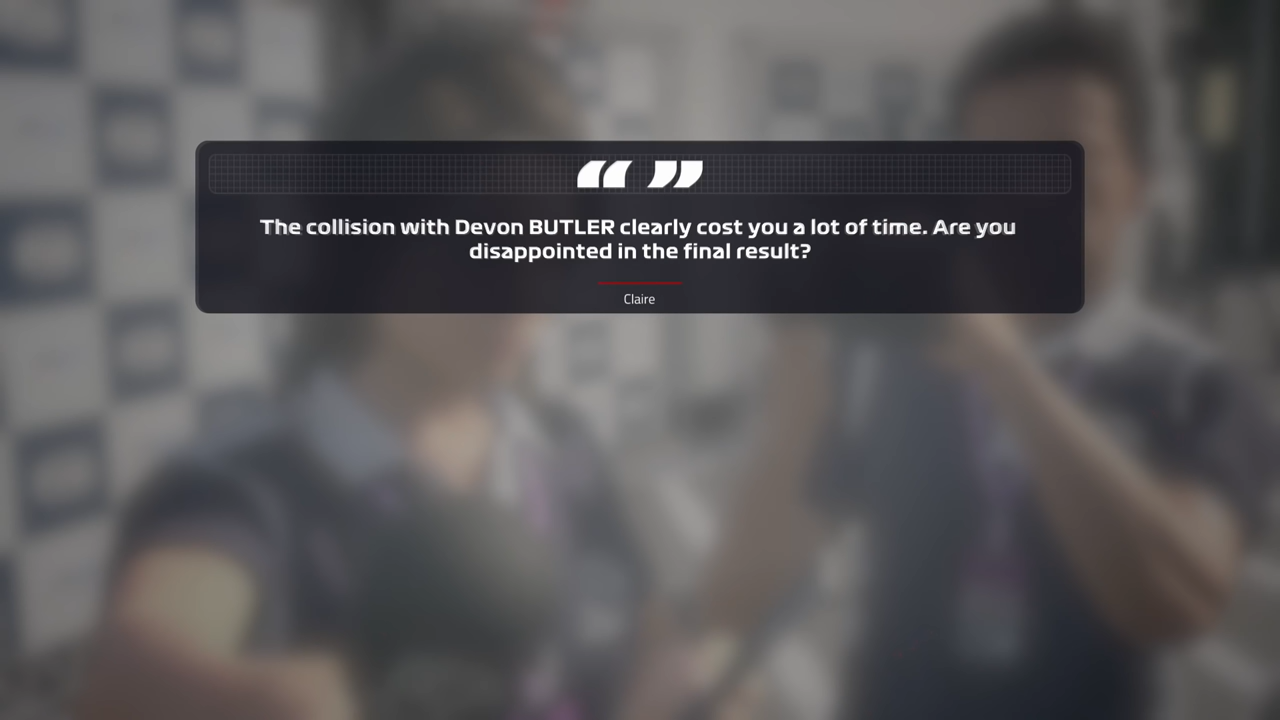 “ ”
The collision with Devon BUTLER clearly cost you a lot of time. Are you
disappointed in the final result?
Claire